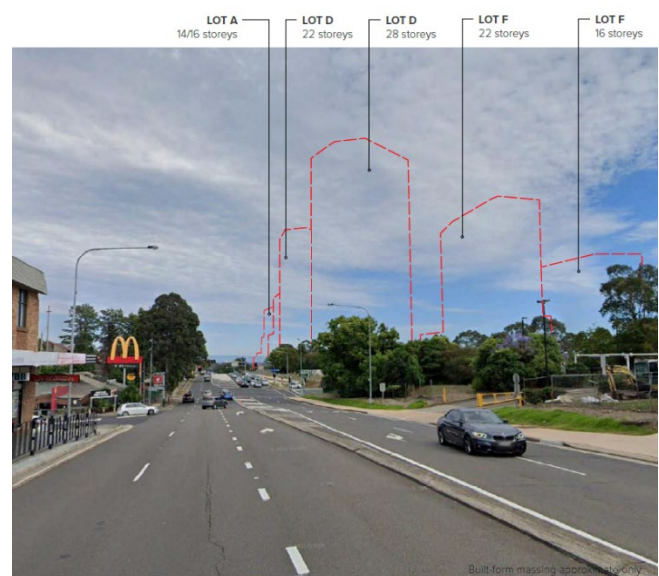 LOT A
14/16 storeys
LOT D
22 storeys
LOT D
28 storeys
LOT F
22 storeys
LOT F
16 storeys
Built-form massing approximate only